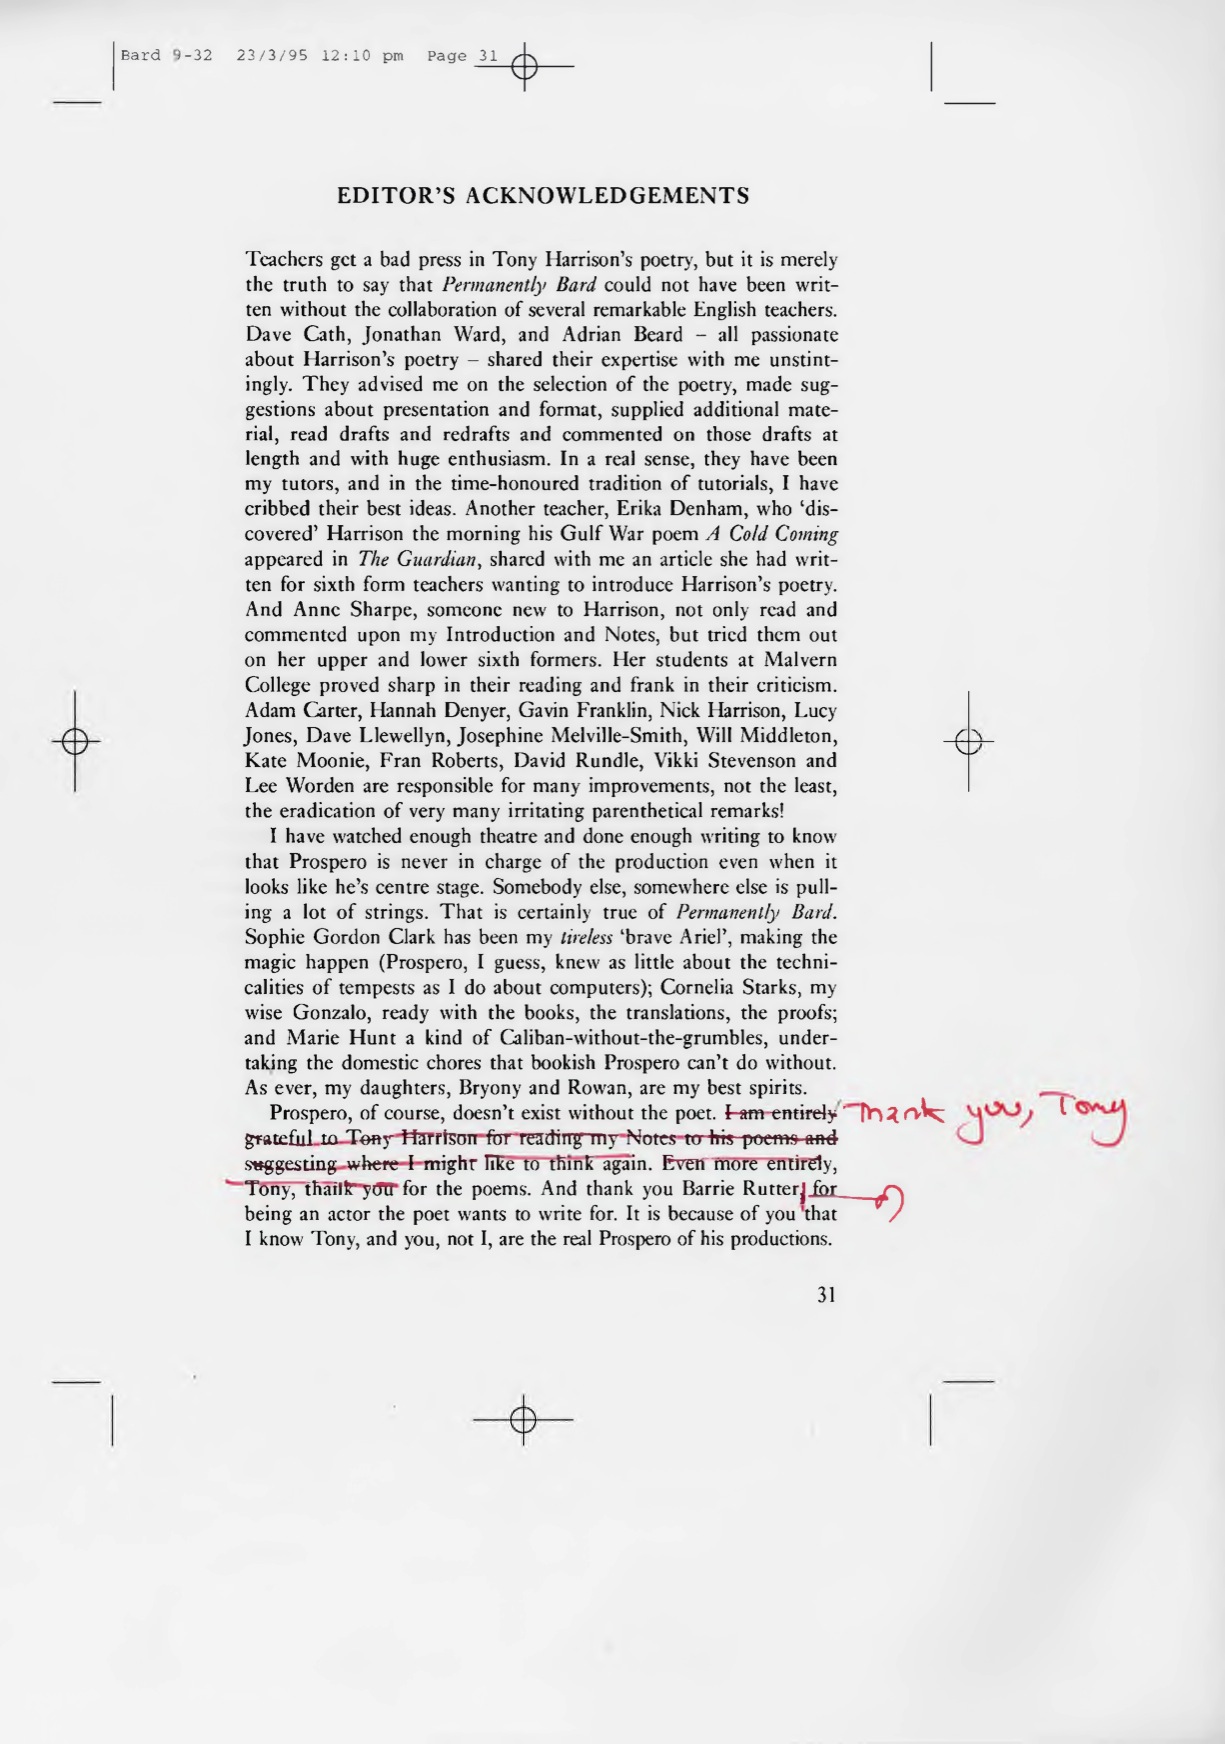 Bard 9-32 23/3/95 12:10 pm Page 31
EDITOR'S ACKNOWLEDGEMENTS
Teachers get a bad press in Tony Harrison's poetry, but it is merely
the truth to say that Permanently Bard could not have been writ-
ten without the collaboration of several remarkable English teachers.
Dave Cath, Jonathan Ward, and Adrian Beard – all passionate
about Harrison's poetry – shared their expertise with me unstint-
ingly. They advised me on the selection of the poetry, made sug-
gestions about presentation and format, supplied additional mate-
rial, read drafts and redrafts and commented on those drafts at
length and with huge enthusiasm. In a real sense, they have been
my tutors, and in the time-honoured tradition of tutorials, I have
cribbed their best ideas. Another teacher, Erika Denham, who 'dis-
covered' Harrison the morning his Gulf War poem A Cold Coming
appeared in The Guardian, shared with me an article she had writ-
ten for sixth form teachers wanting to introduce Harrison's poetry.
And Anne Sharpe, someone new to Harrison, not only read and
commented upon my Introduction and Notes, but tried them out
on her upper and lower sixth formers. Her students at Malvern
College proved sharp in their reading and frank in their criticism.
Adam Carter, Hannah Denyer, Gavin Franklin, Nick Harrison, Lucy
Jones, Dave Llewellyn, Josephine Melville-Smith, Will Middleton,
Kate Moonie, Fran Roberts, David Rundle, Vikki Stevenson and
Lee Worden are responsible for many improvements, not the least,
the eradication of very many irritating parenthetical remarks!
I have watched enough theatre and done enough writing to know
that Prospero is never in charge of the production even when it
looks like he's centre stage. Somebody else, somewhere else is pull-
ing a lot of strings. That is certainly true of Permanently Bard.
Sophie Gordon Clark has been my tireless 'brave Ariel', making the
magic happen (Prospero, I guess, knew as little about the techni-
calities of tempests as I do about computers); Cornelia Starks, my
wise Gonzalo, ready with the books, the translations, the proofs;
and Marie Hunt a kind of Caliban-without-the-grumbles, under-
taking the domestic chores that bookish Prospero can't do without.
As ever, my daughters, Bryony and Rowan, are my best spirits.
Prospero, of course, doesn't exist without the poet. I am entirely Thank you, Tony
grateful to Tony Harrison for reading my Notes to his poems and
suggesting where I might like to think again. Even more entirely,
Tony, thank you for the poems. And thank you Barrie Rutter, for
being an actor the poet wants to write for. It is because of you that
I know Tony, and you, not I, are the real Prospero of his productions.
31